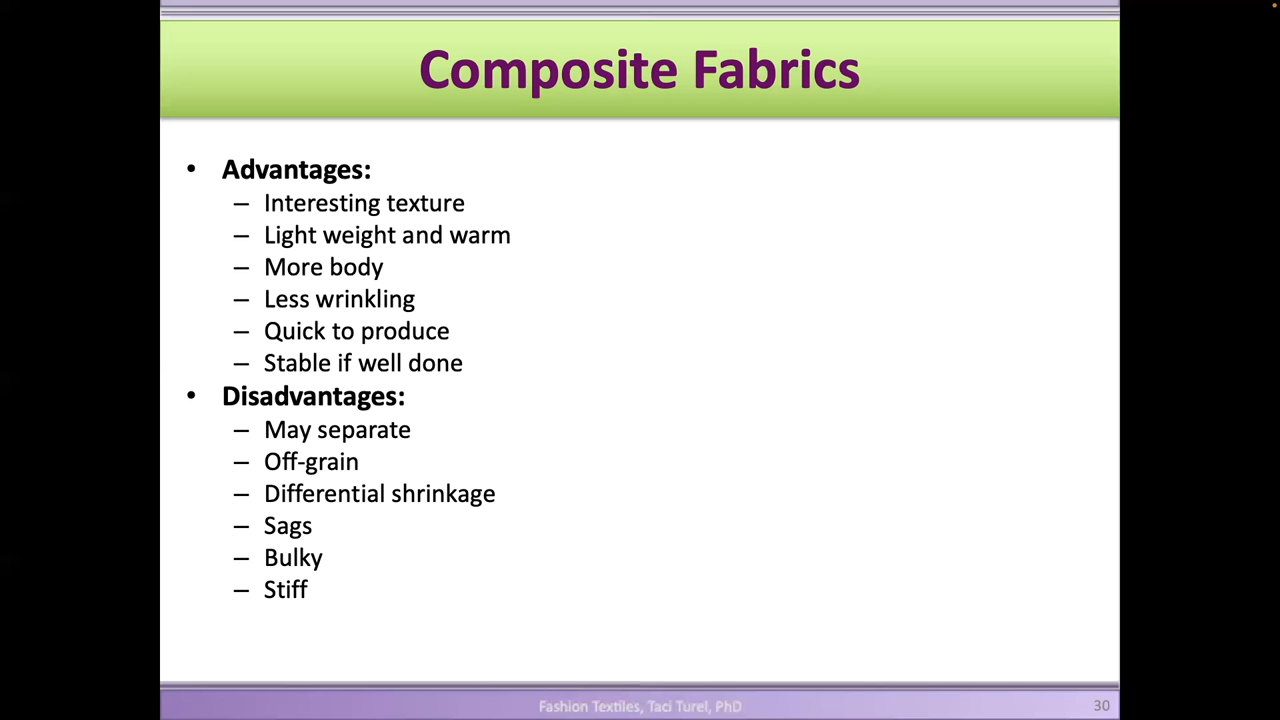 Composite Fabrics
• Advantages:
– Interesting texture
– Light weight and warm
– More body
– Less wrinkling
– Quick to produce
– Stable if well done
• Disadvantages:
– May separate
– Off-grain
– Differential shrinkage
– Sags
– Bulky
– Stiff
Fashion Textiles, Taci Turel, PhD
30